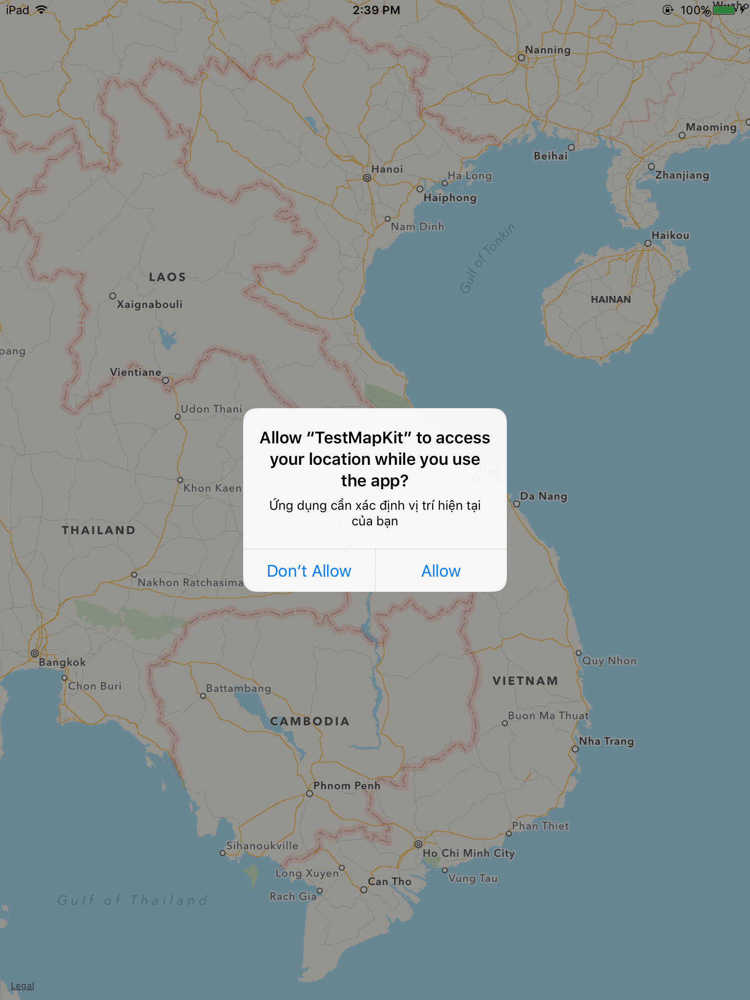 iPad
2:39 PM
100%
Wuzho
Nanning
Maoming
Beihai
Zhanjiang
Hanoi
Ha Long
Haiphong
Nam Dinh
Gulf of Tonkin
Haikou
HAINAN
LAOS
Xaignabouli
pang
Vientiane
Udon Thani
Allow “TestMapKit” to access
your location while you use
the app?
Huế
Ứng dụng cần xác định vị trí hiện tại
của bạn
Don’t Allow
Allow
Khon Kaen
Da Nang
THAILAND
Nakhon Ratchasima
Bangkok
Chon Buri
Quy Nhon
VIETNAM
Battambang
CAMBODIA
Buon Ma Thuat
Nha Trang
Phnom Penh
Phan Thiet
Sihanoukville
Ho Chi Minh City
Long Xuyen
Vung Tau
Can Tho
Rach Gia
Gulf of Thailand
Legal